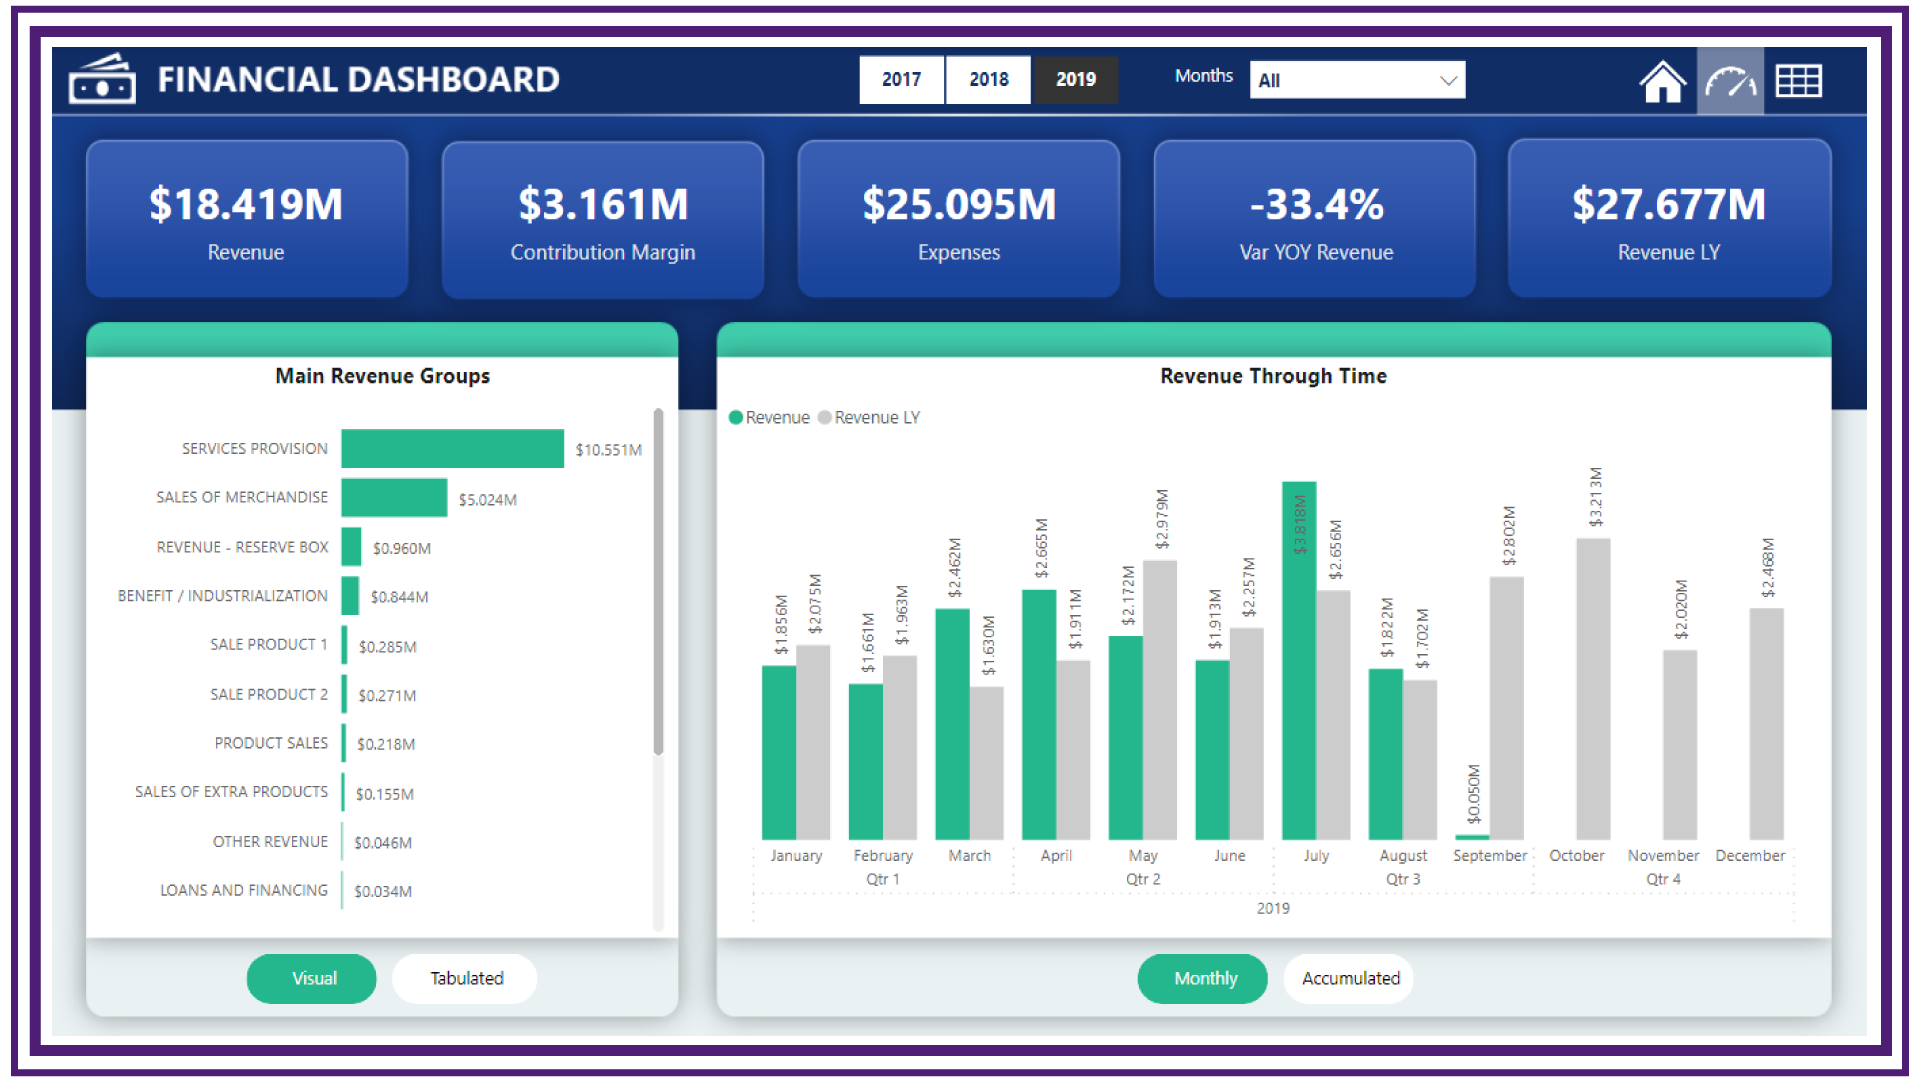 FINANCIAL DASHBOARD
2017
2018
2019
Months
All
$18.419M
Revenue
$3.161M
Contribution Margin
$25.095M
Expenses
-33.4%
Var YOY Revenue
$27.677M
Revenue LY
Main Revenue Groups
SERVICES PROVISION $10.551M
SALES OF MERCHANDISE $5.024M
REVENUE - RESERVE BOX $0.960M
BENEFIT / INDUSTRIALIZATION $0.844M
SALE PRODUCT 1 $0.285M
SALE PRODUCT 2 $0.271M
PRODUCT SALES $0.218M
SALES OF EXTRA PRODUCTS $0.155M
OTHER REVENUE $0.046M
LOANS AND FINANCING $0.034M
Visual
Tabulated
Revenue Through Time
Revenue Revenue LY
$1.856M
$2.075M
$1.661M
$1.963M
$2.462M
$1.630M
$2.665M
$1.911M
$2.172M
$2.979M
$1.913M
$2.257M
$3.818M
$2.656M
$1.822M
$1.702M
$0.050M
$2.802M
$3.213M
$2.020M
$2.468M
January February March April May June July August September October November December
Qtr 1 Qtr 2 Qtr 3 Qtr 4
2019
Monthly
Accumulated